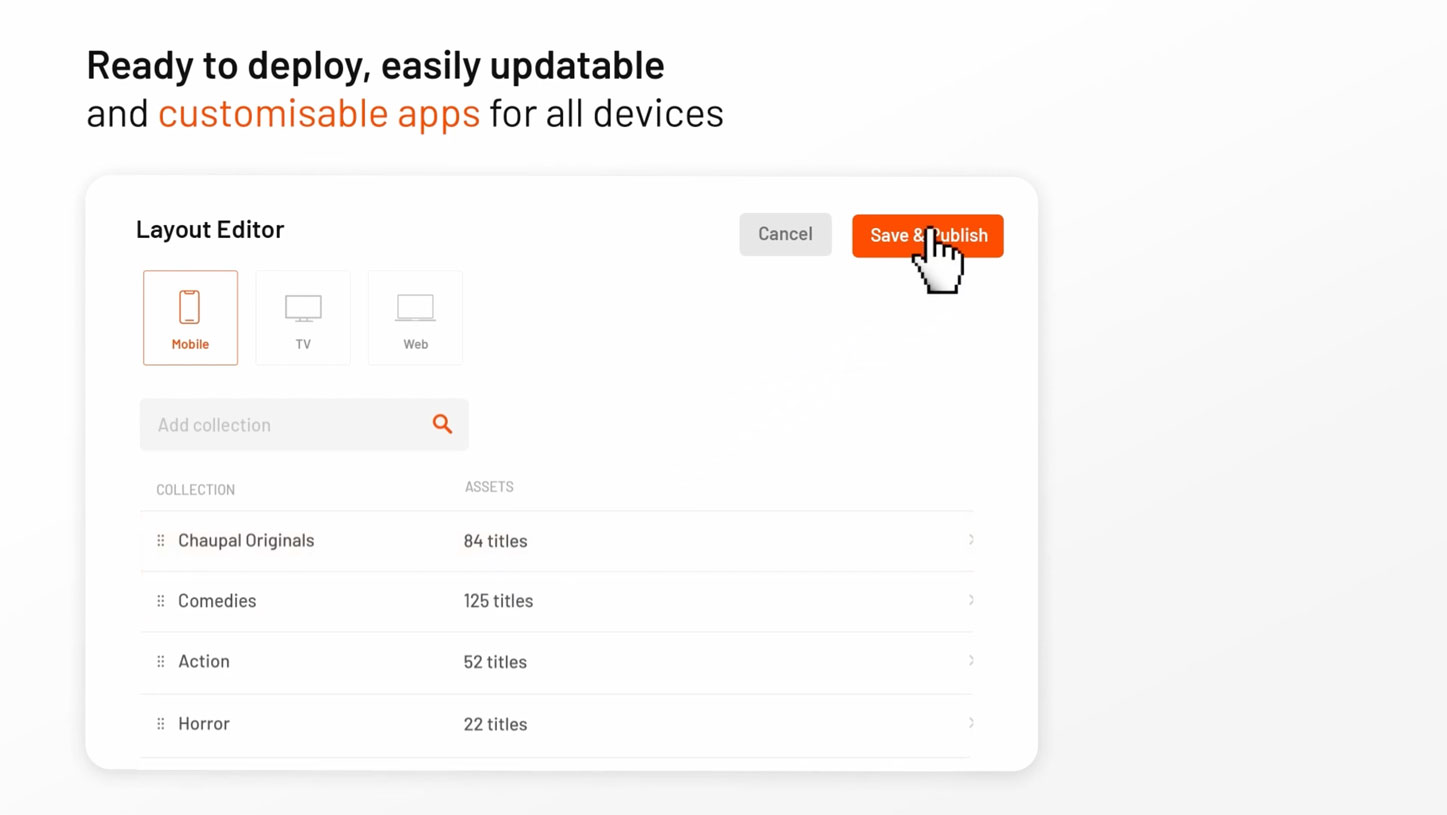 Ready to deploy, easily updatable
and customisable apps for all devices
Layout Editor
Cancel
Save & Publish
Mobile
TV
Web
Add collection
COLLECTION
ASSETS
Chaupal Originals
84 titles
Comedies
125 titles
Action
52 titles
Horror
22 titles